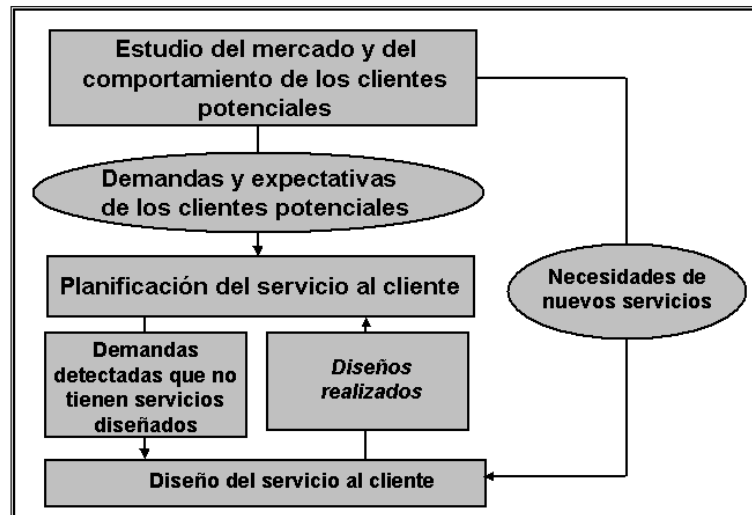 Estudio del mercado y del
comportamiento de los clientes
potenciales
Demandas y expectativas
de los clientes potenciales
Planificación del servicio al cliente
Necesidades de
nuevos servicios
Demandas
detectadas que no
tienen servicios
diseñados
Diseños
realizados
Diseño del servicio al cliente